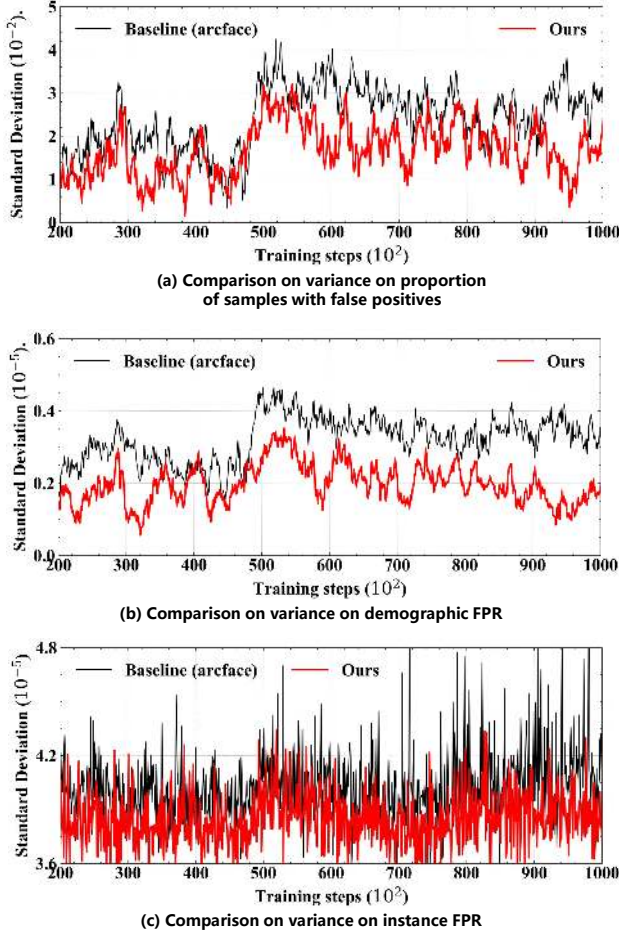 5
Baseline (arcface)
Ours
4
3
2
1
0
Standard Deviation (10⁻²).
200 300 400 500 600 700 800 900 1000
Training steps (10²)
(a) Comparison on variance on proportion
of samples with false positives
0.6
Baseline (arcface)
Ours
0.4
0.2
0.0
Standard Deviation (10⁻⁵).
200 300 400 500 600 700 800 900 1000
Training steps (10²)
(b) Comparison on variance on demographic FPR
4.8
Baseline (arcface)
Ours
4.2
3.6
Standard Deviation (10⁻⁵)
200 300 400 500 600 700 800 900 1000
Training steps (10²)
(c) Comparison on variance on instance FPR